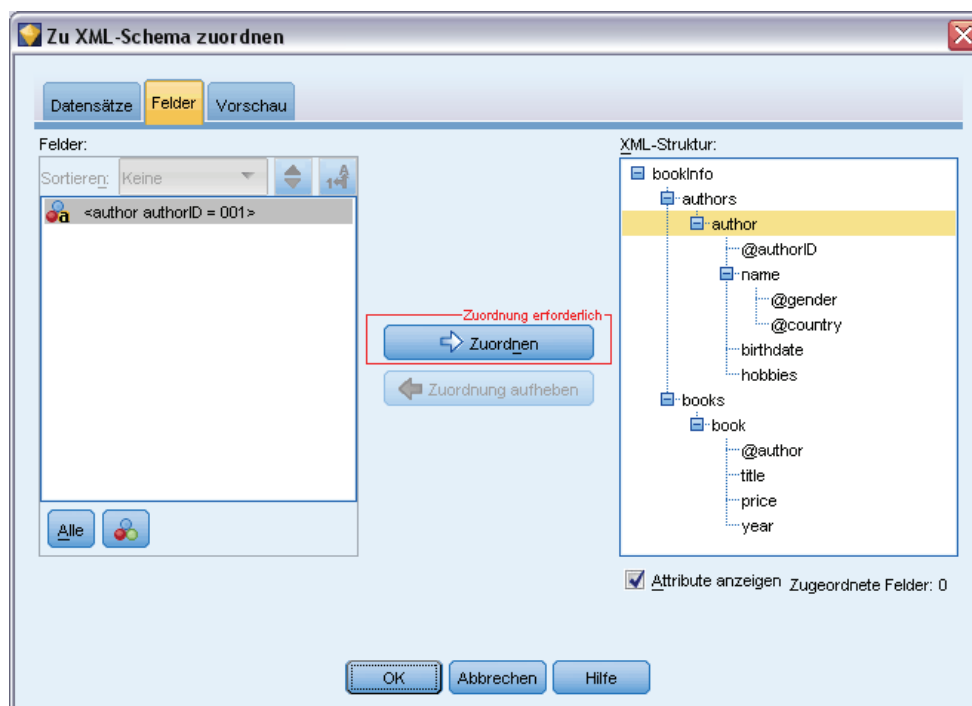 Zu XML-Schema zuordnen
Datensätze Felder Vorschau
Felder:
Sortieren: Keine
<author authorID = 001>
Alle
Zuordnung erforderlich
Zuordnen
Zuordnung aufheben
XML-Struktur:
bookInfo
authors
author
@authorID
name
@gender
@country
birthdate
hobbies
books
book
@author
title
price
year
Attribute anzeigen Zugeordnete Felder: 0
OK Abbrechen Hilfe